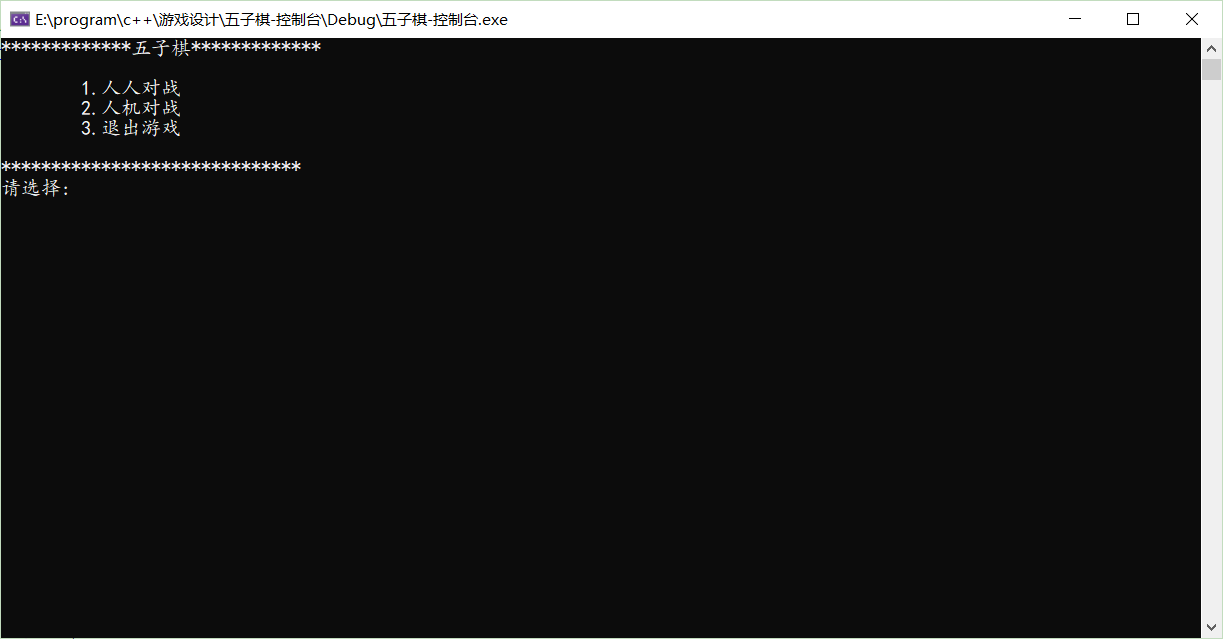 E:\program\c++\游戏设计\五子棋-控制台\Debug\五子棋-控制台.exe
*************五子棋*************
1.人人对战
2.人机对战
3.退出游戏
******************************
请选择: